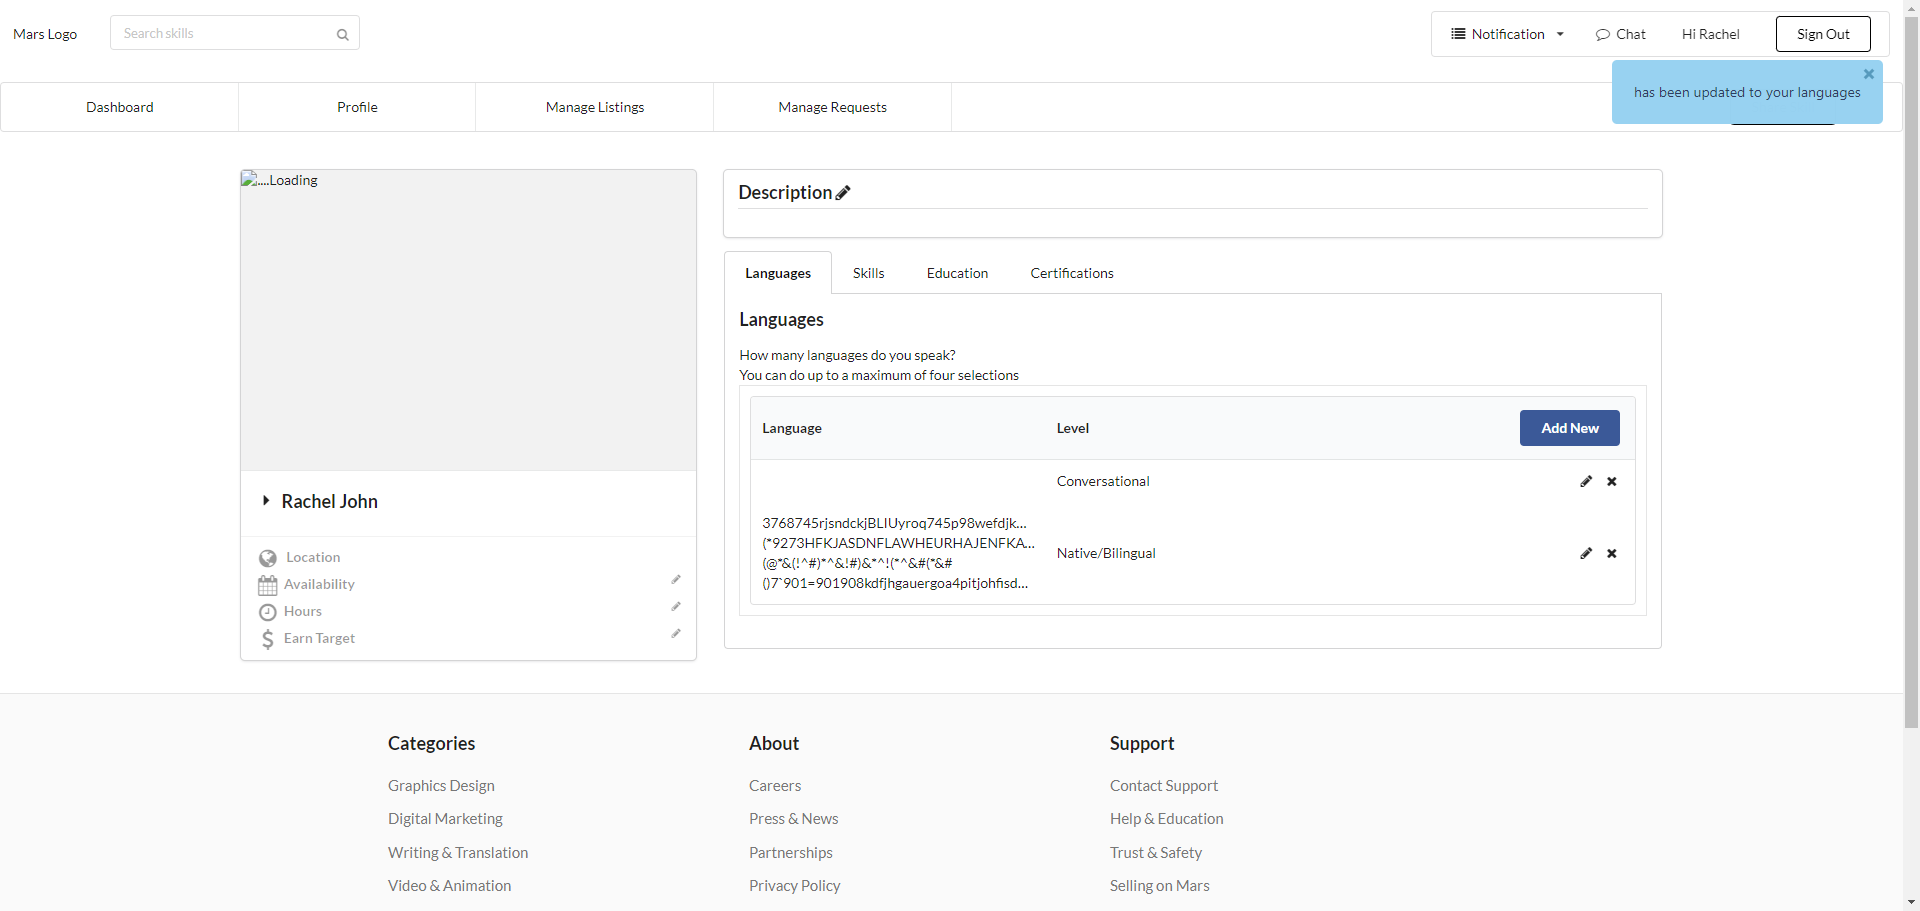 Mars Logo
Search skills
Notification
Chat
Hi Rachel
Sign Out
has been updated to your languages
Dashboard
Profile
Manage Listings
Manage Requests
....Loading
Rachel John
Location
Availability
Hours
Earn Target
Description
Languages
Skills
Education
Certifications
Languages
How many languages do you speak?
You can do up to a maximum of four selections
Language
Level
Add New
Conversational
3768745rjsndckjBLIUyroq745p98wefdjk...
(*9273HFKJASDNFLAWHEURHAJENFKA...
(@*&(!^#)*^&!#)&*^!(*^&#(*&#
()7`901=901908kdfjhgauergoa4pitjohfisd...
Native/Bilingual
Categories
Graphics Design
Digital Marketing
Writing & Translation
Video & Animation
About
Careers
Press & News
Partnerships
Privacy Policy
Support
Contact Support
Help & Education
Trust & Safety
Selling on Mars